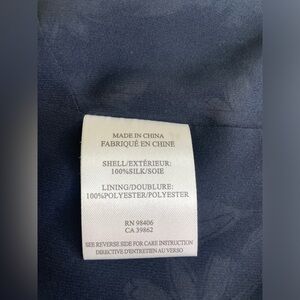 MADE IN CHINA
FABRIQUÉ EN CHINE
SHELL/EXTÉRIEUR:
100%SILK/SOIE
LINING/DOUBLURE:
100%POLYESTER/POLYESTER
RN 98406
CA 39862
SEE REVERSE SIDE FOR CARE INSTRUCTION
DIRECTIVE D'ENTRETIEN AU VERSO